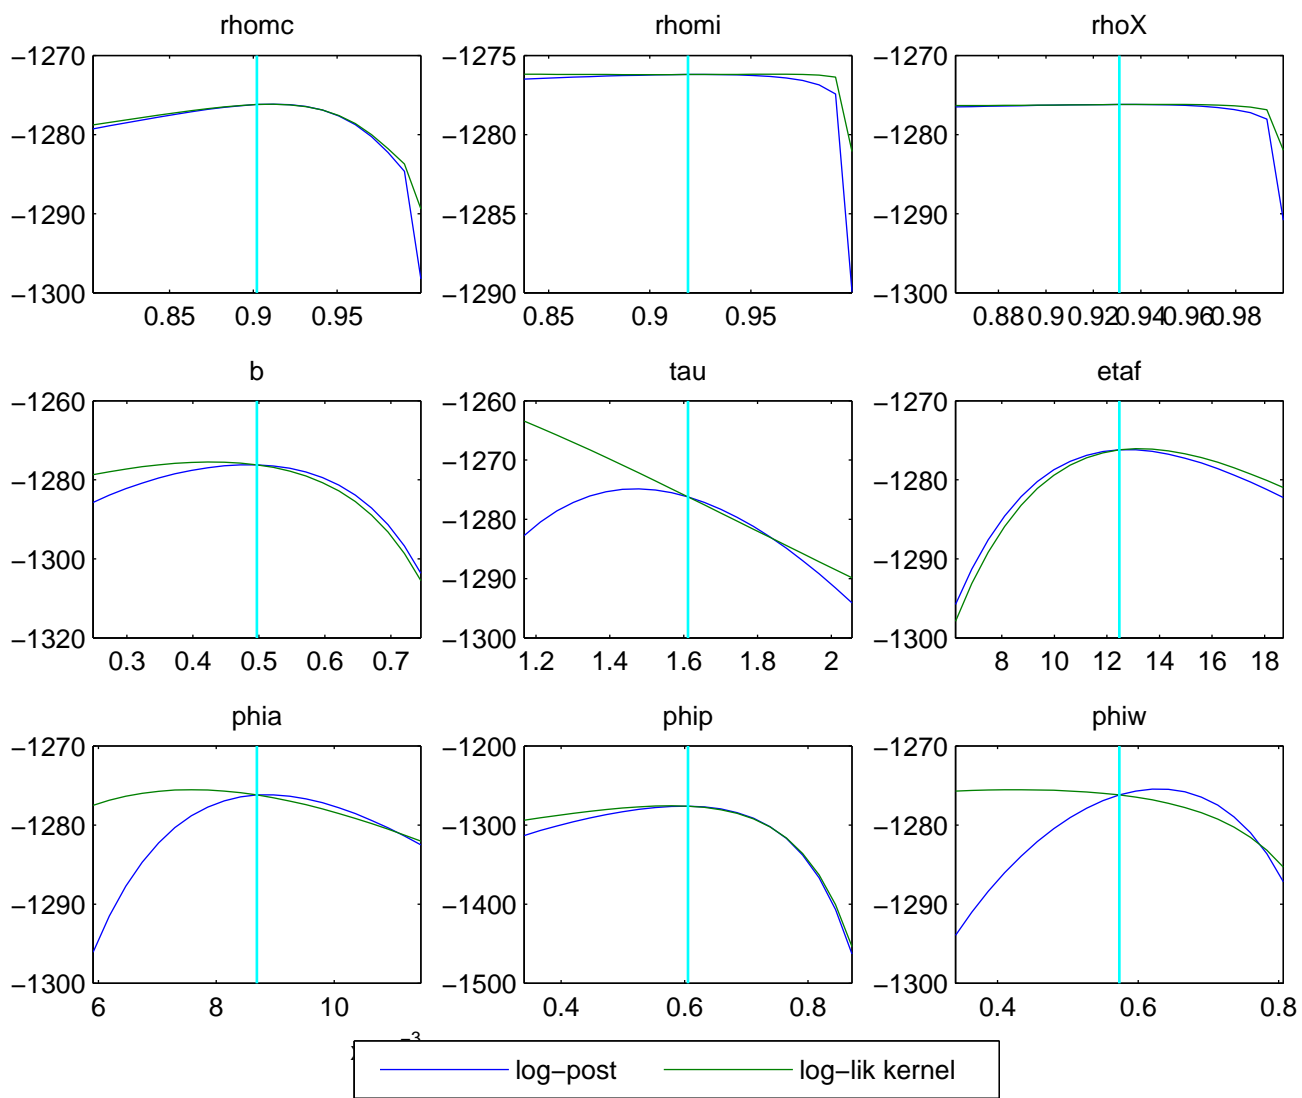 rhomc rhomi rhoX
−1270 −1275 −1270
−1280 −1280 −1280
−1285
−1290 −1290
−1300 −1290 −1300
0.85 0.9 0.95 0.85 0.9 0.95 0.88 0.9 0.92 0.94 0.96 0.98
b tau etaf
−1260 −1260 −1270
−1270
−1280 −1280 −1280
−1300 −1290 −1290
−1320 −1300 −1300
0.3 0.4 0.5 0.6 0.7 1.2 1.4 1.6 1.8 2 8 10 12 14 16 18
phia phip phiw
−1270 −1200 −1270
−1280 −1300 −1280
−1290 −1400 −1290
−1300 −1500 −1300
6 8 10 0.4 0.6 0.8 0.4 0.6 0.8
−3
log−post log−lik kernel